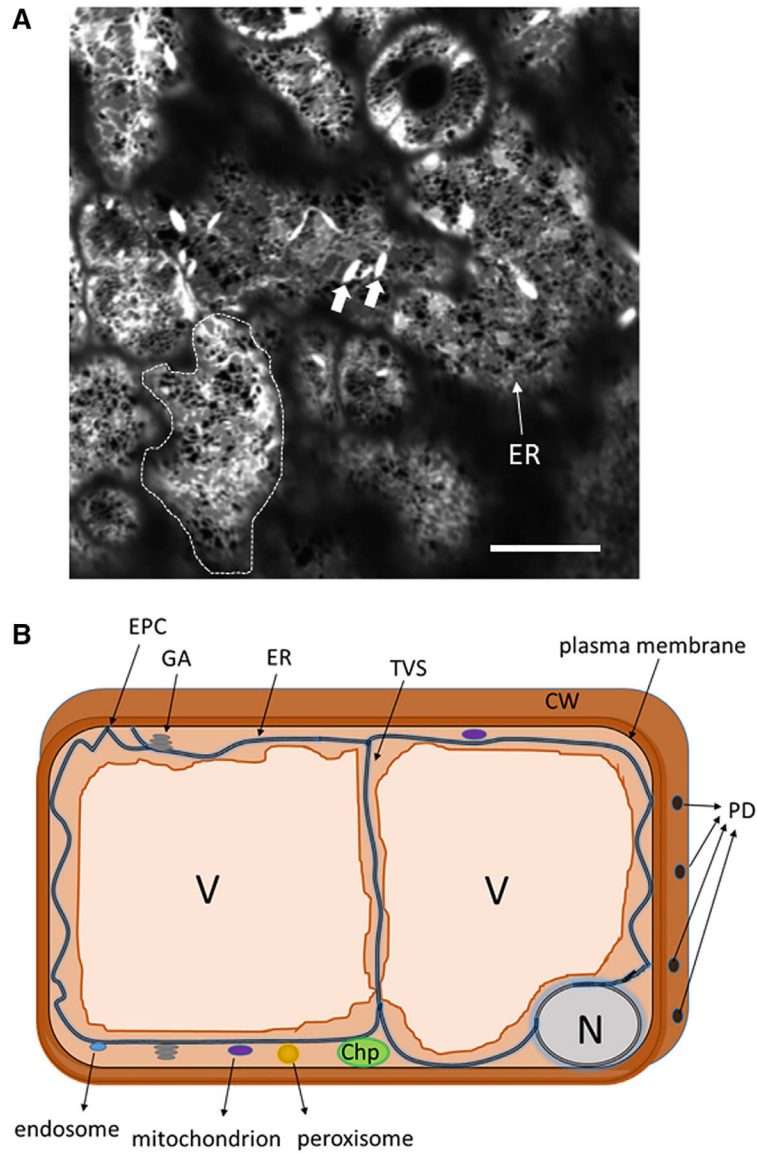 A
ER
B
EPC
GA
ER
TVS
plasma membrane
CW
PD
V
V
N
Chp
endosome
mitochondrion
peroxisome